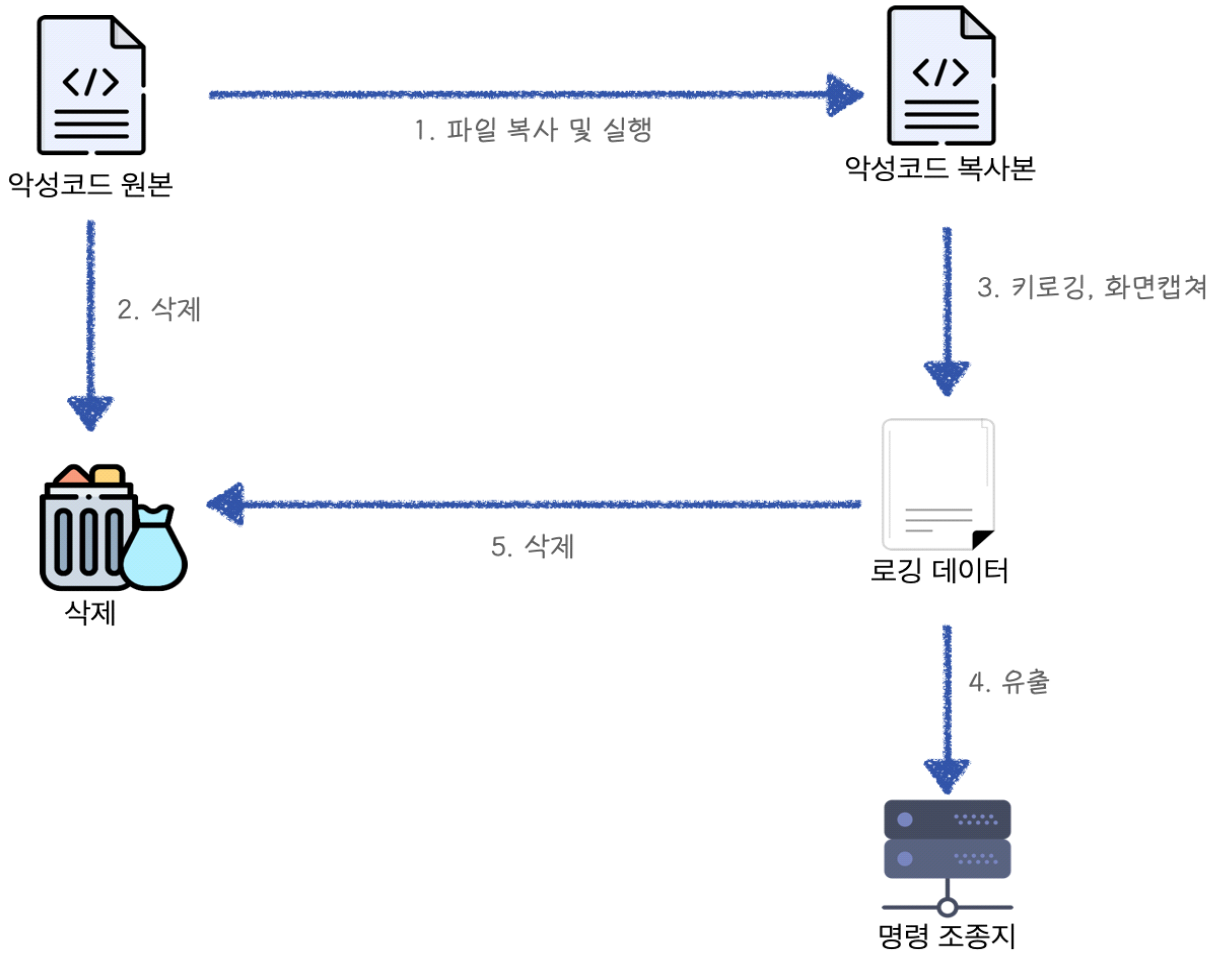 1. 파일 복사 및 실행
악성코드 원본
악성코드 복사본
2. 삭제
3. 키로깅, 화면캡쳐
5. 삭제
로깅 데이터
삭제
4. 유출
명령 조종지